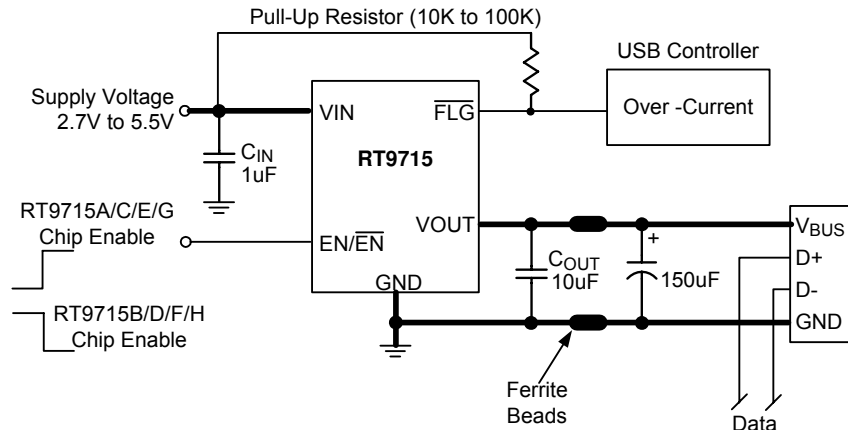 Pull-Up Resistor (10K to 100K)
USB Controller
Over -Current
Supply Voltage
2.7V to 5.5V
VIN
FLG
RT9715
CIN
1uF
RT9715A/C/E/G
Chip Enable
EN/EN
VOUT
GND
RT9715B/D/F/H
Chip Enable
COUT
10uF
+
150uF
VBUS
D+
D-
GND
Ferrite
Beads
Data